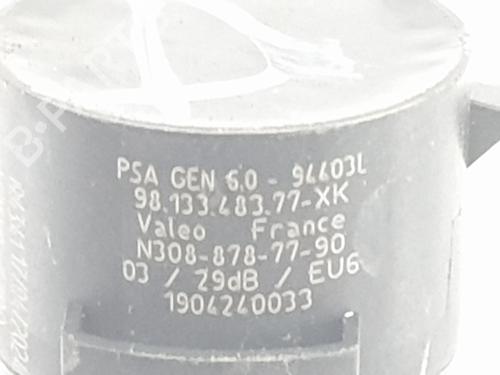 PSA GEN 6.0 - 94403L
98.133.483.77-XK
Valeo France
N308-878-77-90
03 / 29dB / EU6
1904240033